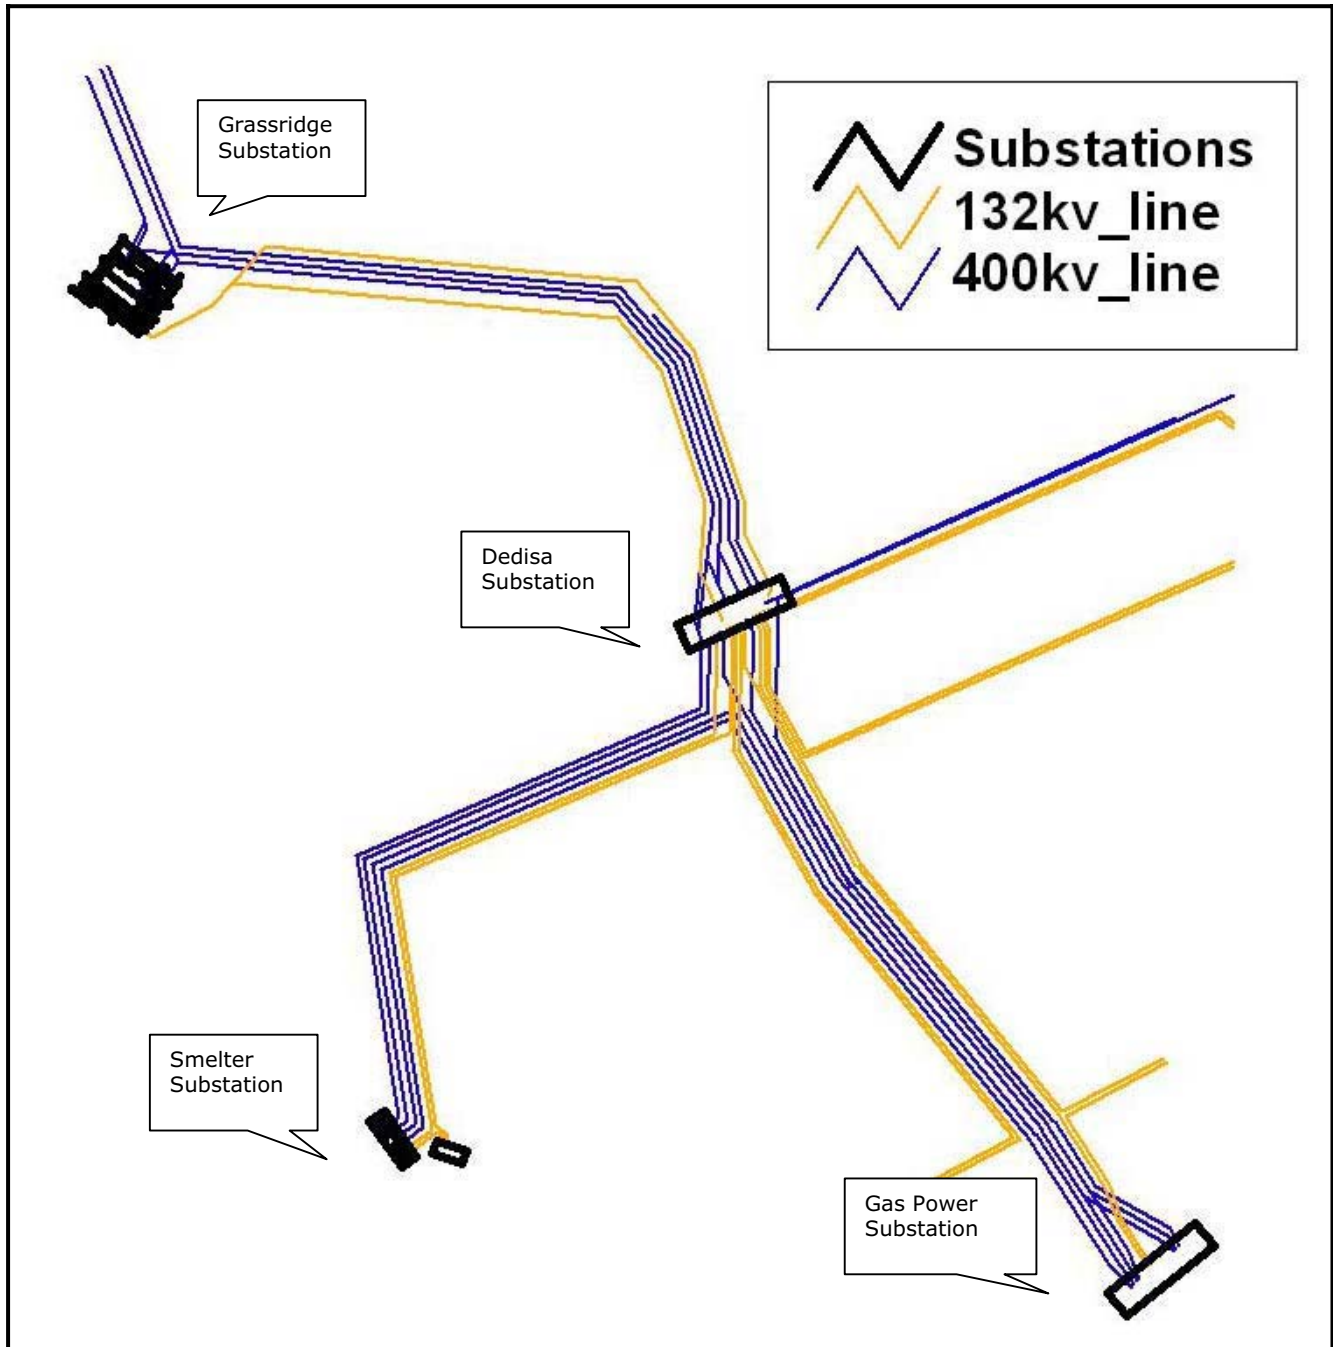 Grassridge
Substation
Substations
132kv_line
400kv_line
Dedisa
Substation
Smelter
Substation
Gas Power
Substation